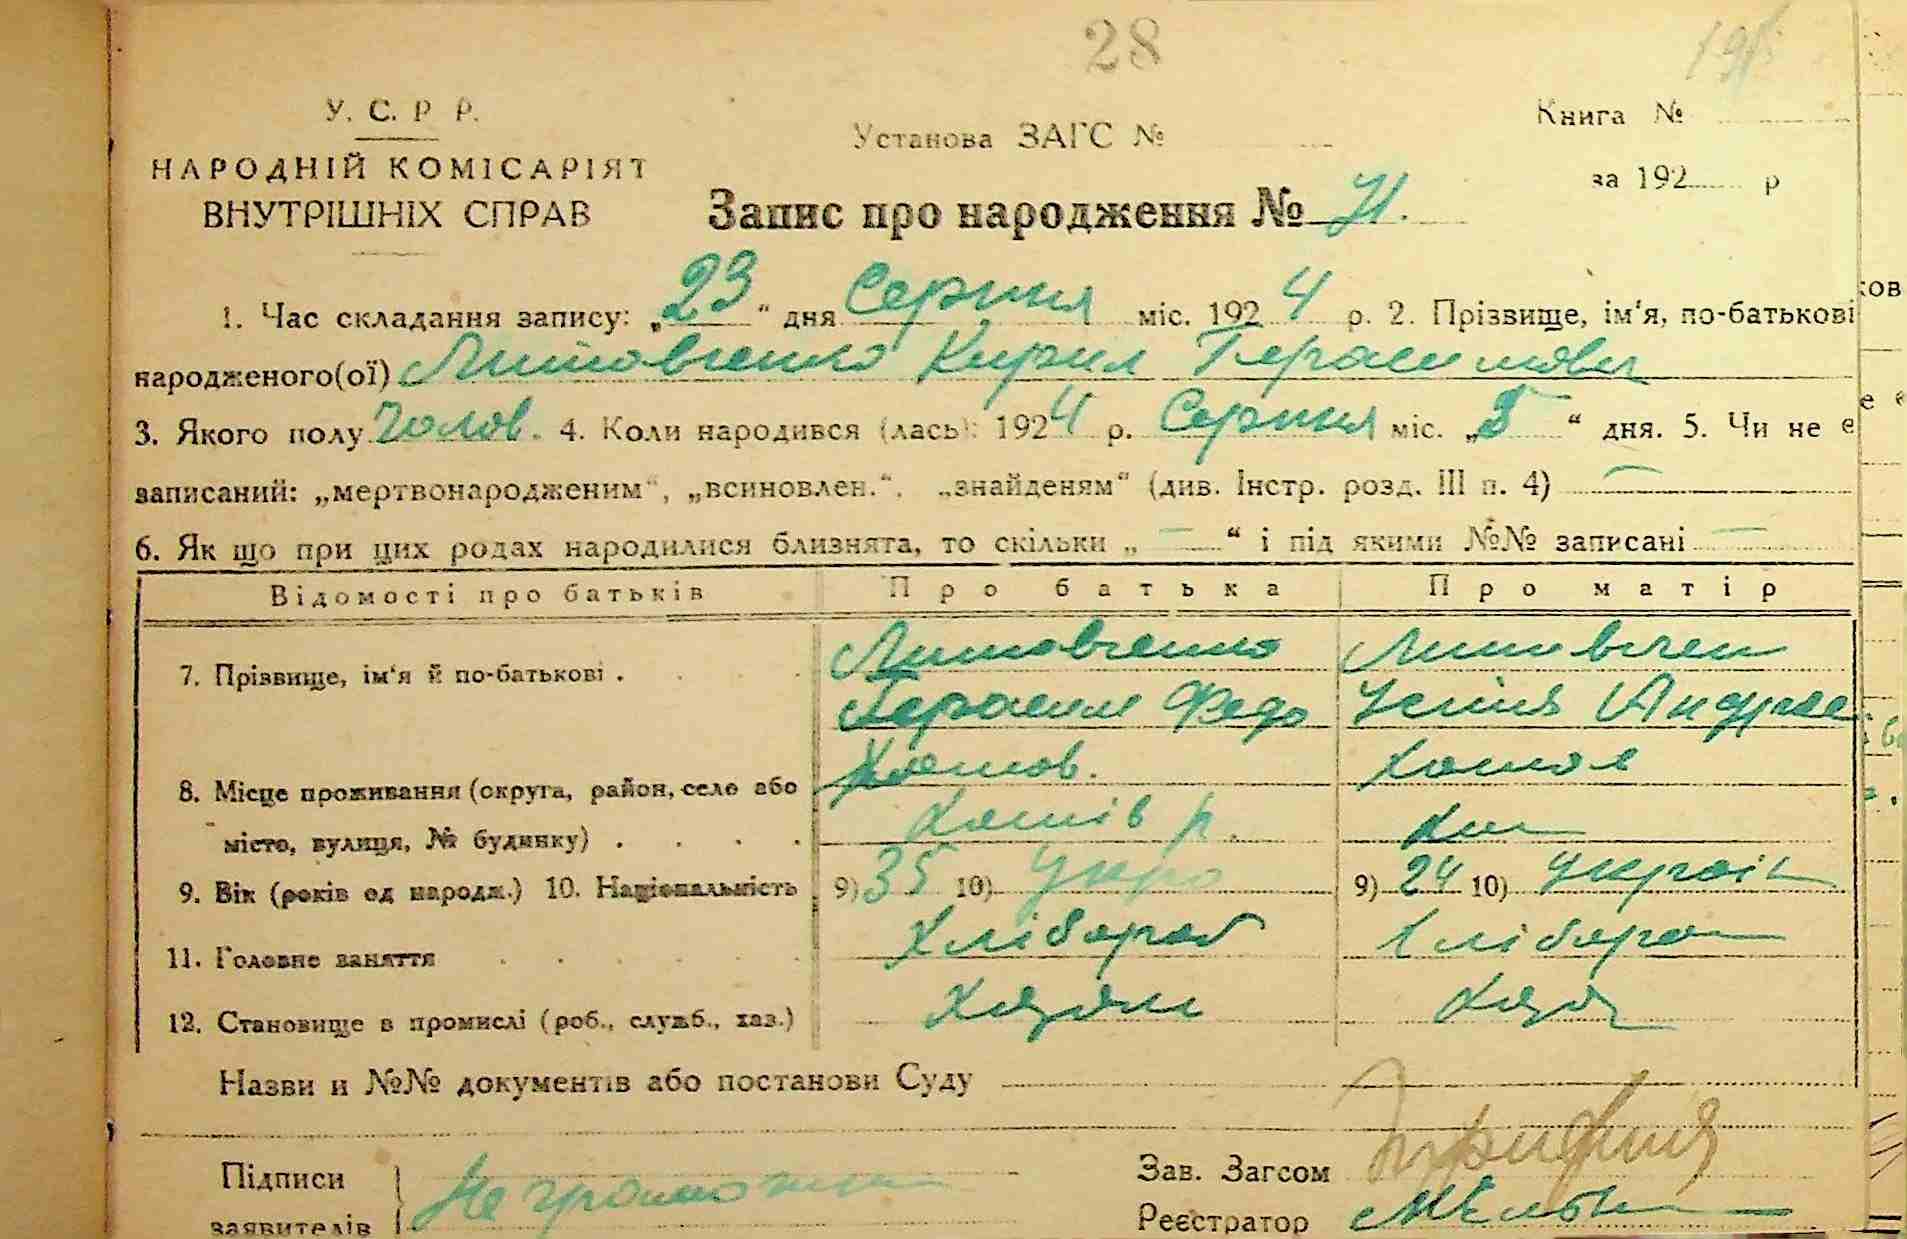 28
У. С. Р Р.
НАРОДНІЙ КОМІСАРІЯТ
ВНУТРІШНІХ СПРАВ
Установа ЗАГС №
Книга №
за 192 р
Запис про народження №
1. Час складання запису: „23“ дня Серпня міс. 1924 р. 2. Прізвище, ім‘я, по-батькові
народженого(ої) Литовченко Кирил Герасимович
3. Якого полу Чолов. 4. Коли народився (лась): 1924 р. Серпня міс. „5“ дня. 5. Чи не є
записаний: „мертвонародженим“, „всиновлен.“, „знайденям“ (див. Інстр. розд. III п. 4) —
6. Як що при цих родах народилися близнята, то скільки „ — “ і під якими №№ записані —
Відомості про батьків Про батька Про матір
7. Прізвище, ім‘я й по-батькові . Литовченко
Герасим Федо Андрее
8. Місце проживання (округа, район, село або
місто, вулиця, № будинку) .
9. Вік (років од народж.) 10. Національність 9) 35 10) Укра 9) 24 10) Україн
11. Головне заняття Хлібороб Хлібороб
12. Становище в промислі (роб., служб., хаз.)
Назви и №№ документів або постанови Суду
Підписи Неграмотний
заявителів
Зав. Загсом
Реєстратор